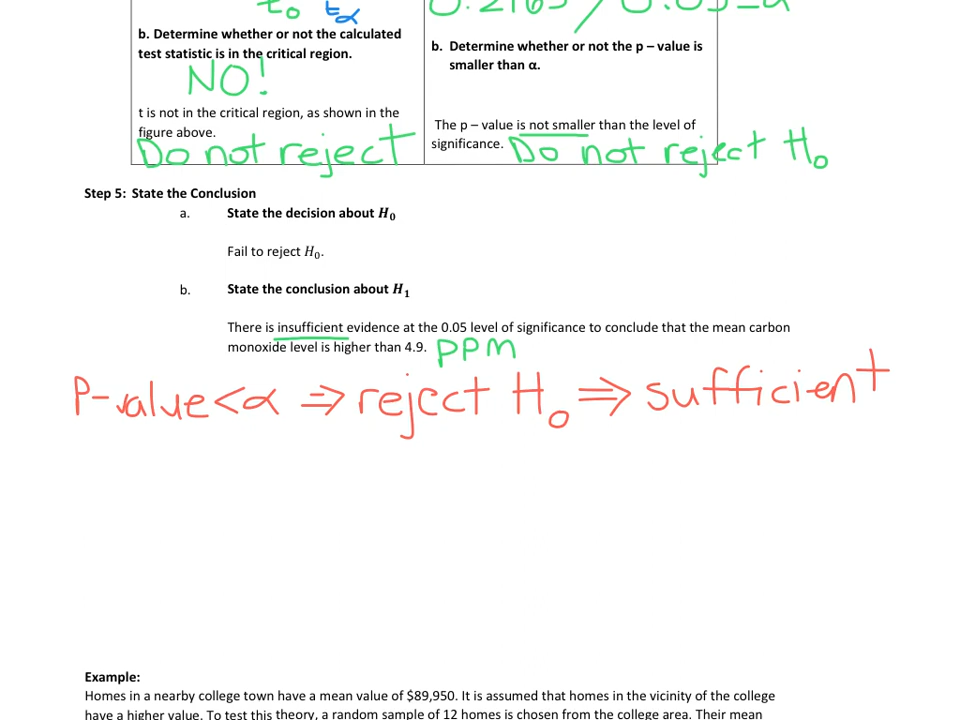 t₀ tα
b. Determine whether or not the calculated
test statistic is in the critical region.
NO!
t is not in the critical region, as shown in the
figure above.
Do not reject
b. Determine whether or not the p – value is
smaller than α.
The p – value is not smaller than the level of
significance. Do not reject H₀
Step 5: State the Conclusion
a. State the decision about H₀
Fail to reject H₀.
b. State the conclusion about H₁
There is insufficient evidence at the 0.05 level of significance to conclude that the mean carbon
monoxide level is higher than 4.9. PPM
P-value < α ⇒ reject H₀ ⇒ sufficient
Example:
Homes in a nearby college town have a mean value of $89,950. It is assumed that homes in the vicinity of the college
have a higher value. To test this theory, a random sample of 12 homes is chosen from the college area. Their mean